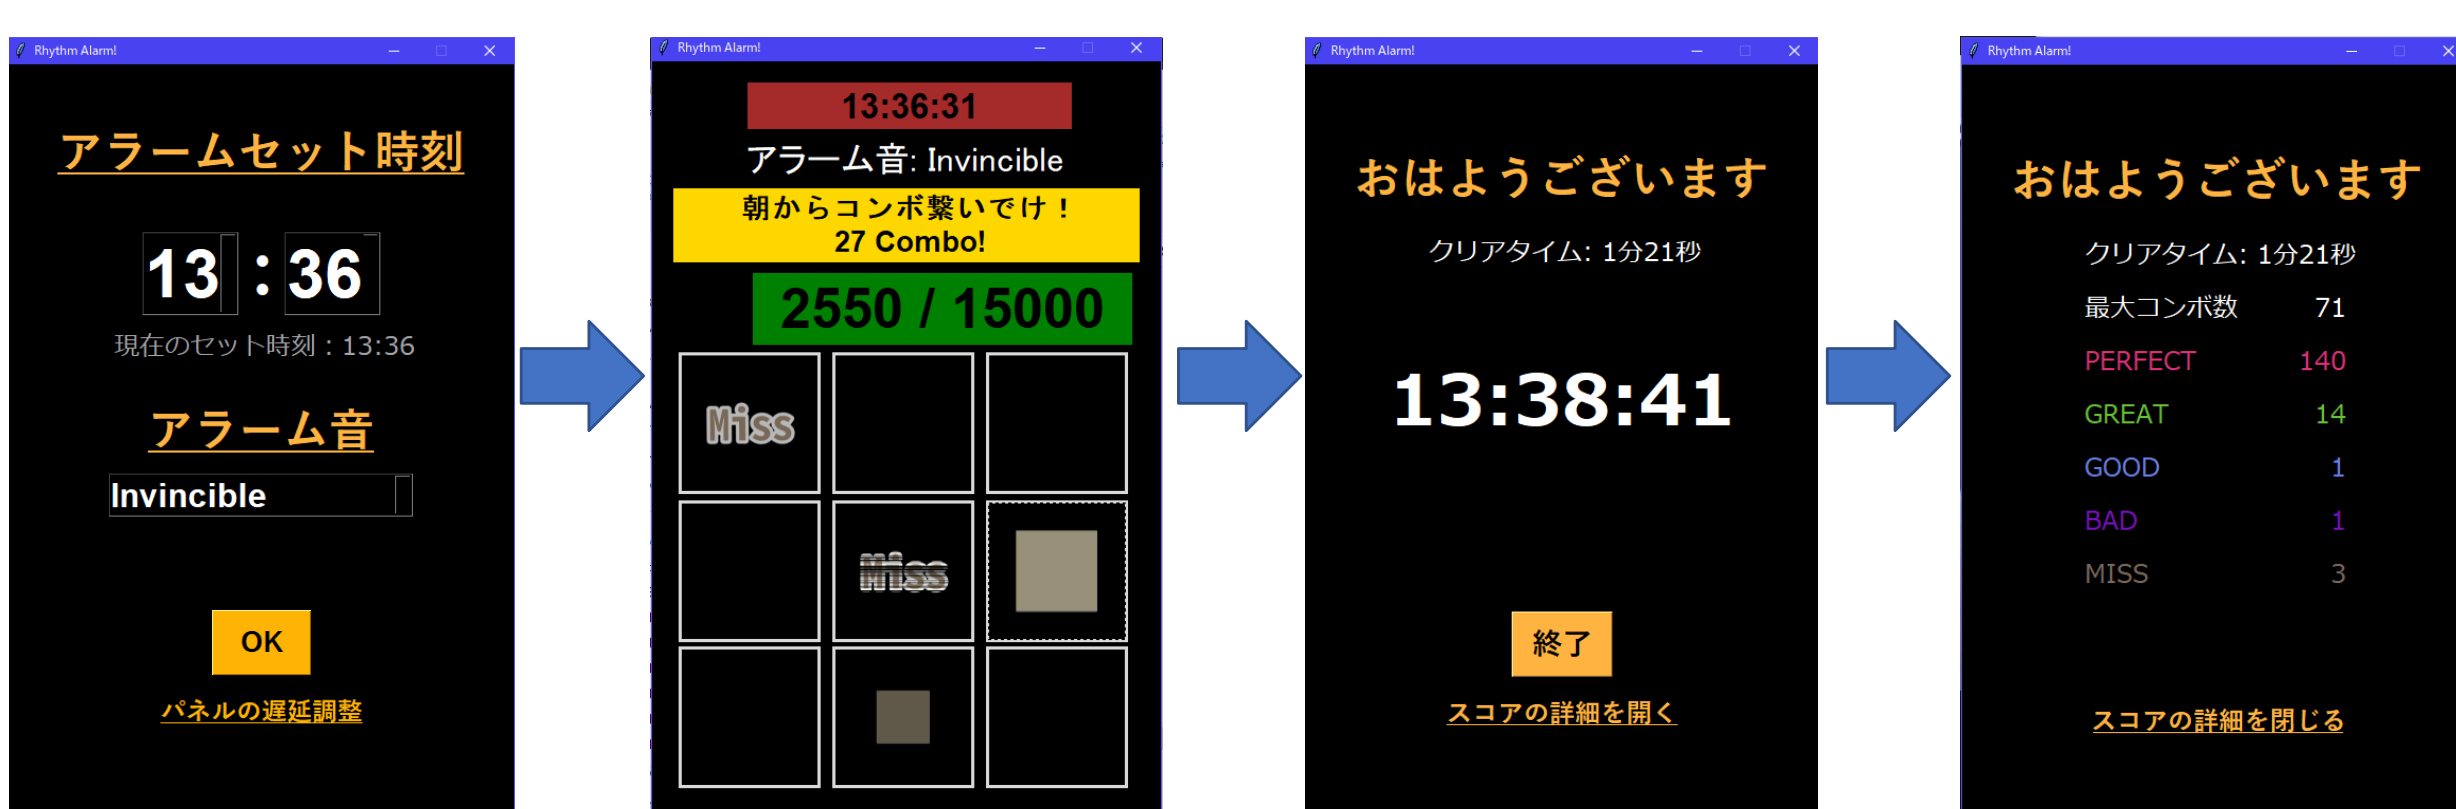 Rhythm Alarm!
アラームセット時刻
13 : 36
現在のセット時刻：13:36
アラーム音
Invincible
OK
パネルの遅延調整
Rhythm Alarm!
13:36:31
アラーム音: Invincible
朝からコンボ繋いでけ！
27 Combo!
2550 / 15000
Miss
Miss
Rhythm Alarm!
おはようございます
クリアタイム: 1分21秒
13:38:41
終了
スコアの詳細を開く
Rhythm Alarm!
おはようございます
クリアタイム: 1分21秒
最大コンボ数 71
PERFECT 140
GREAT 14
GOOD 1
BAD 1
MISS 3
スコアの詳細を閉じる